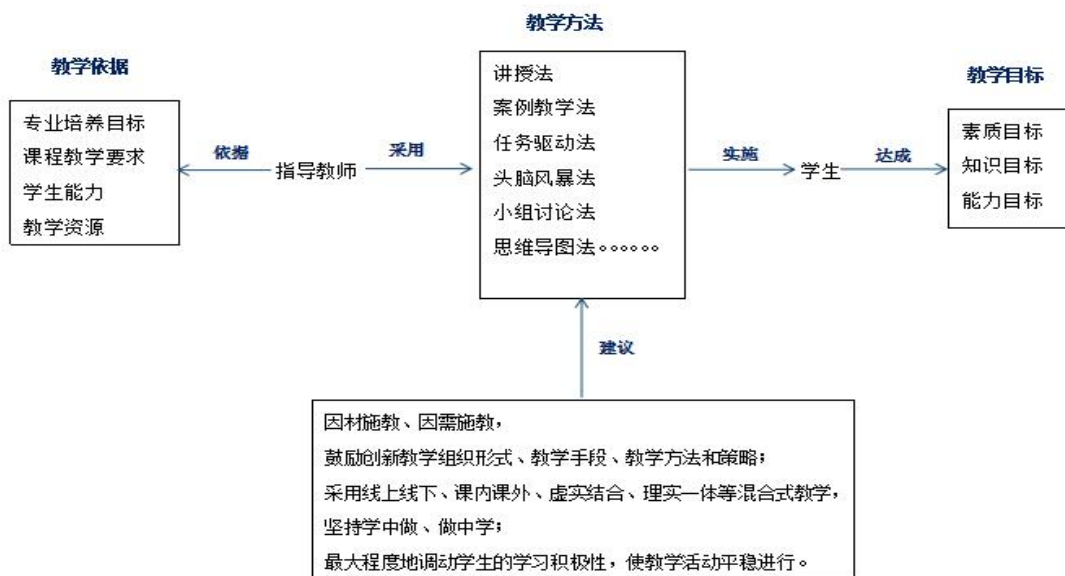 教学方法
教学依据
教学目标
专业培养目标
课程教学要求
学生能力
教学资源
依据
指导教师
采用
讲授法
案例教学法
任务驱动法
头脑风暴法
小组讨论法
思维导图法。。。。。。
实施
学生
达成
素质目标
知识目标
能力目标
建议
因材施教、因需施教，
鼓励创新教学组织形式、教学手段、教学方法和策略；
采用线上线下、课内课外、虚实结合、理实一体等混合式教学，
坚持学中做、做中学；
最大程度地调动学生的学习积极性，使教学活动平稳进行。